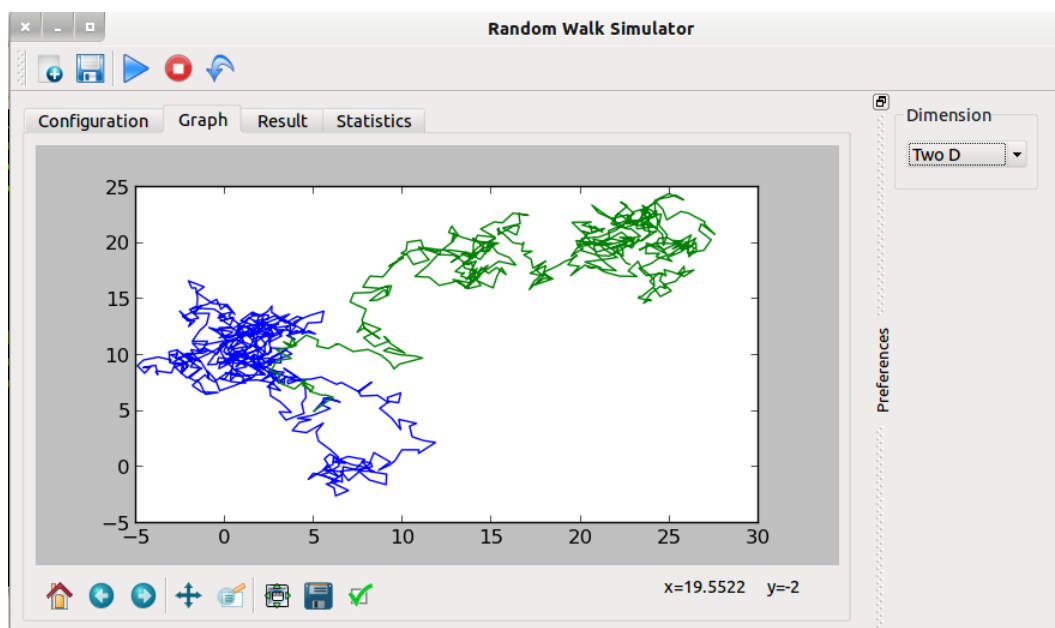 Random Walk Simulator
Configuration Graph Result Statistics
Dimension
Two D
25
20
15
10
5
0
−5
−5 0 5 10 15 20 25 30
Preferences
x=19.5522 y=-2